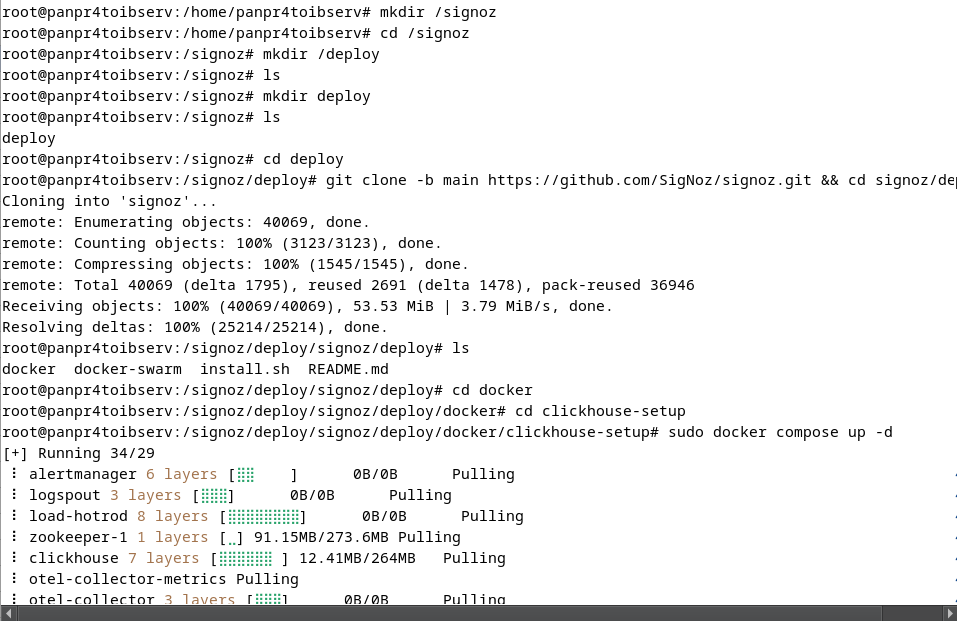 root@panpr4toibserv:/home/panpr4toibserv# mkdir /signoz
root@panpr4toibserv:/home/panpr4toibserv# cd /signoz
root@panpr4toibserv:/signoz# mkdir /deploy
root@panpr4toibserv:/signoz# ls
root@panpr4toibserv:/signoz# mkdir deploy
root@panpr4toibserv:/signoz# ls
deploy
root@panpr4toibserv:/signoz# cd deploy
root@panpr4toibserv:/signoz/deploy# git clone -b main https://github.com/SigNoz/signoz.git && cd signoz/dep
Cloning into 'signoz'...
remote: Enumerating objects: 40069, done.
remote: Counting objects: 100% (3123/3123), done.
remote: Compressing objects: 100% (1545/1545), done.
remote: Total 40069 (delta 1795), reused 2691 (delta 1478), pack-reused 36946
Receiving objects: 100% (40069/40069), 53.53 MiB | 3.79 MiB/s, done.
Resolving deltas: 100% (25214/25214), done.
root@panpr4toibserv:/signoz/deploy/signoz/deploy# ls
docker  docker-swarm  install.sh  README.md
root@panpr4toibserv:/signoz/deploy/signoz/deploy# cd docker
root@panpr4toibserv:/signoz/deploy/signoz/deploy/docker# cd clickhouse-setup
root@panpr4toibserv:/signoz/deploy/signoz/deploy/docker/clickhouse-setup# sudo docker compose up -d
[+] Running 34/29
⠸ alertmanager 6 layers [⣿⣿    ]      0B/0B      Pulling
⠸ logspout 3 layers [⣿⣿⣿]      0B/0B      Pulling
⠸ load-hotrod 8 layers [⣿⣿⣿⣿⣿⣿⣿⣿]      0B/0B      Pulling
⠸ zookeeper-1 1 layers [⣀] 91.15MB/273.6MB Pulling
⠸ clickhouse 7 layers [⣿⣿⣿⣿⣿⣿ ] 12.41MB/264MB   Pulling
⠸ otel-collector-metrics Pulling
⠸ otel-collector 3 layers [⣿⣿⣿]      0B/0B      Pulling